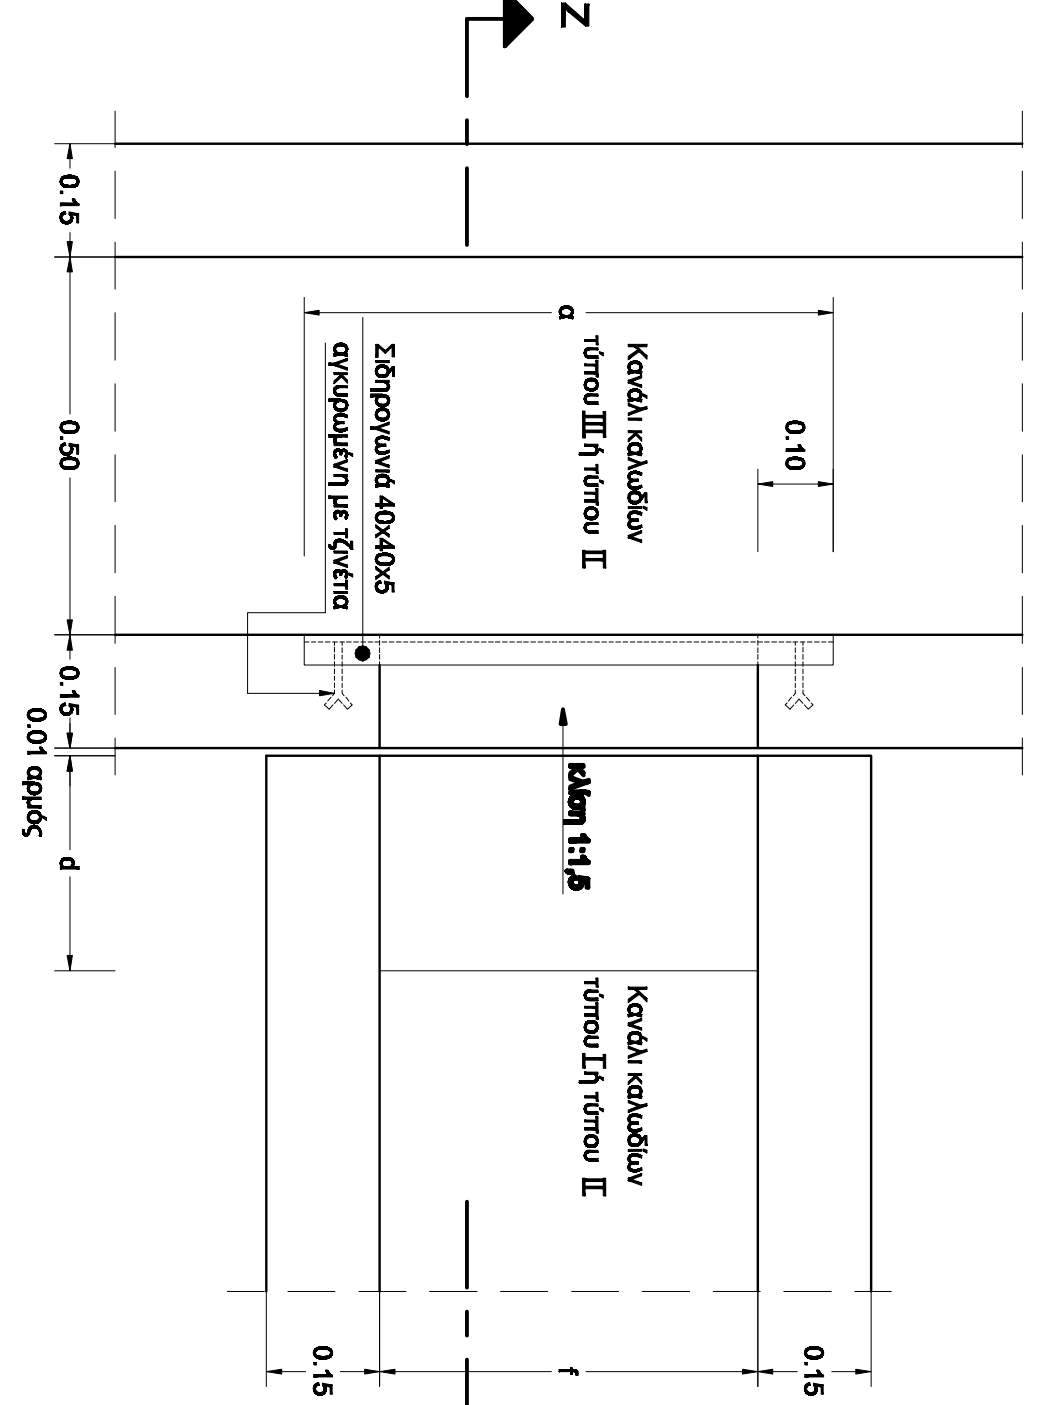 Z
0.15
0.50
0.15
0.01 αρμός
d
α
Κανάλι καλωδίων
τύπου III ή τύπου II
0.10
Σιδηρογωνιά 40x40x5
αγκυρωμένη με τζινέτια
κλίση 1:1,5
Κανάλι καλωδίων
τύπου I ή τύπου II
0.15
f
0.15